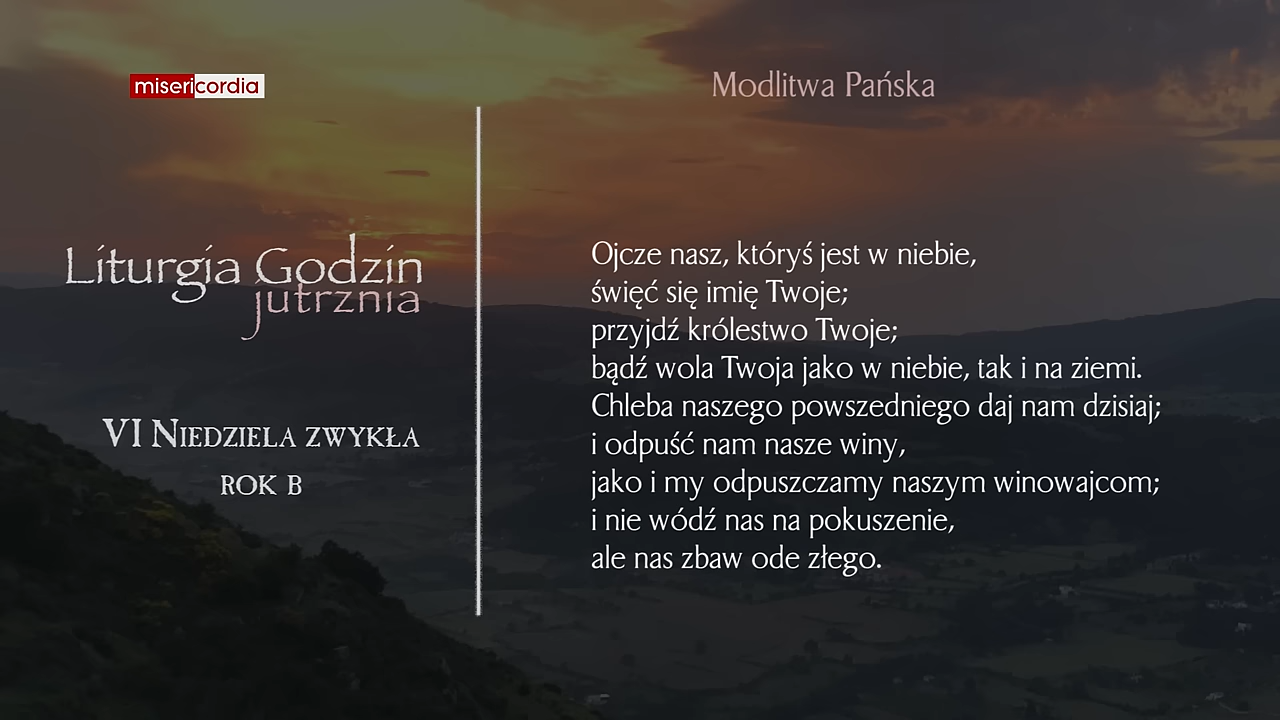 misericordia
Liturgia Godzin
jutrznia
VI Niedziela zwykła
rok B
Modlitwa Pańska
Ojcze nasz, któryś jest w niebie,
święć się imię Twoje;
przyjdź królestwo Twoje;
bądź wola Twoja jako w niebie, tak i na ziemi.
Chleba naszego powszedniego daj nam dzisiaj;
i odpuść nam nasze winy,
jako i my odpuszczamy naszym winowajcom;
i nie wódź nas na pokuszenie,
ale nas zbaw ode złego.